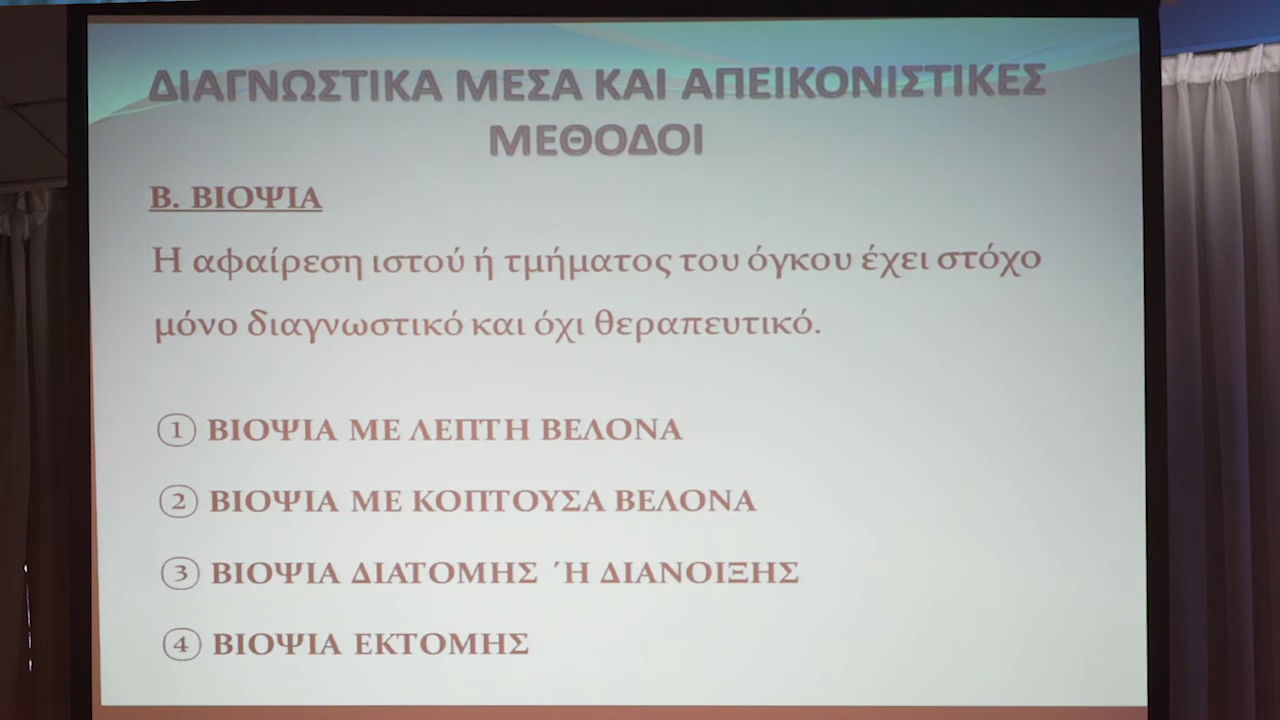 ΔΙΑΓΝΩΣΤΙΚΑ ΜΕΣΑ ΚΑΙ ΑΠΕΙΚΟΝΙΣΤΙΚΕΣ
ΜΕΘΟΔΟΙ
Β. ΒΙΟΨΙΑ
Η αφαίρεση ιστού ή τμήματος του όγκου έχει στόχο
μόνο διαγνωστικό και όχι θεραπευτικό.
① ΒΙΟΨΙΑ ΜΕ ΛΕΠΤΗ ΒΕΛΟΝΑ
② ΒΙΟΨΙΑ ΜΕ ΚΟΠΤΟΥΣΑ ΒΕΛΟΝΑ
③ ΒΙΟΨΙΑ ΔΙΑΤΟΜΗΣ ΄Η ΔΙΑΝΟΙΞΗΣ
④ ΒΙΟΨΙΑ ΕΚΤΟΜΗΣ